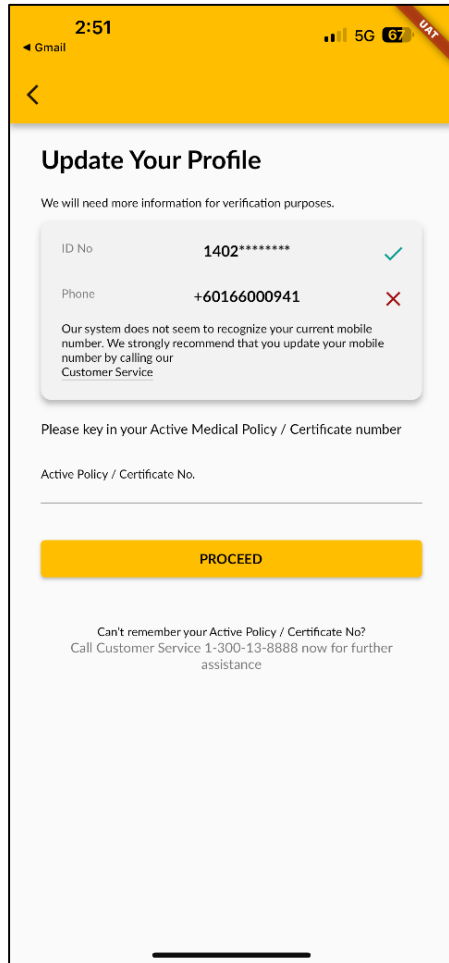 2:51
5G 67
UAT
◀ Gmail
Update Your Profile
We will need more information for verification purposes.
ID No 1402********
Phone +60166000941
Our system does not seem to recognize your current mobile
number. We strongly recommend that you update your mobile
number by calling our
Customer Service
Please key in your Active Medical Policy / Certificate number
Active Policy / Certificate No.
PROCEED
Can't remember your Active Policy / Certificate No?
Call Customer Service 1-300-13-8888 now for further
assistance